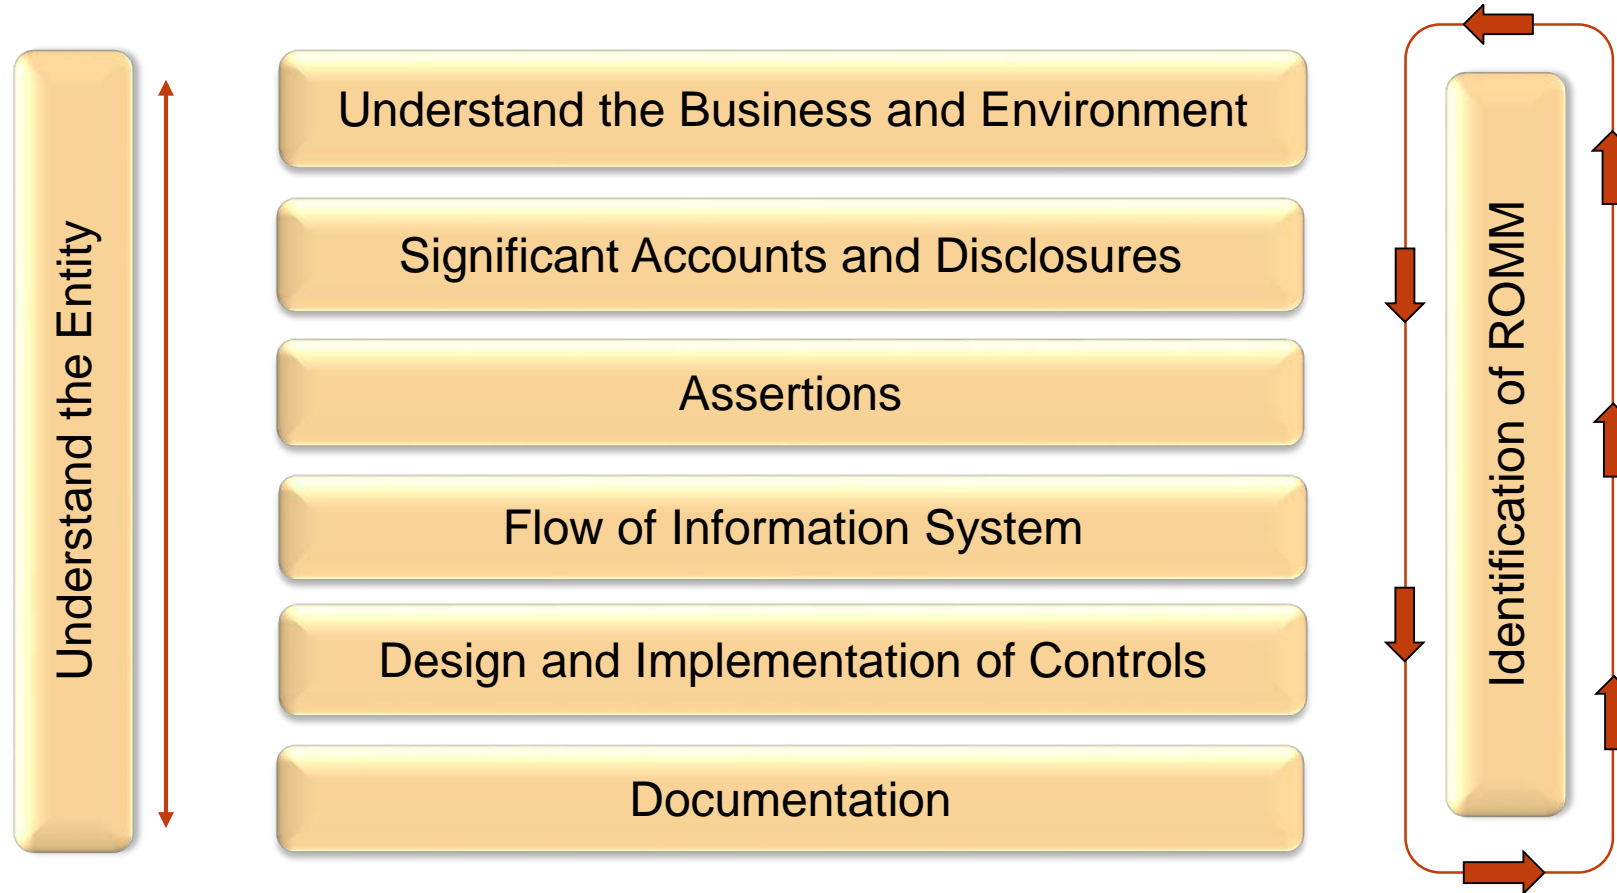 Understand the Entity
Understand the Business and Environment
Significant Accounts and Disclosures
Assertions
Flow of Information System
Design and Implementation of Controls
Documentation
Identification of ROMM